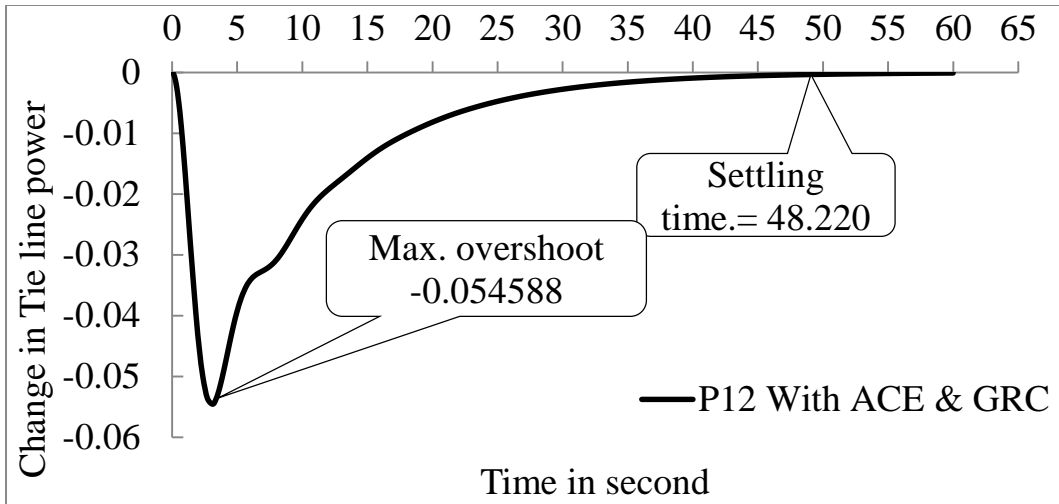 0 5 10 15 20 25 30 35 40 45 50 55 60 65
0
-0.01
-0.02
-0.03
-0.04
-0.05
-0.06
Change in Tie line power
Settling
time.= 48.220
Max. overshoot
-0.054588
P12 With ACE & GRC
Time in second